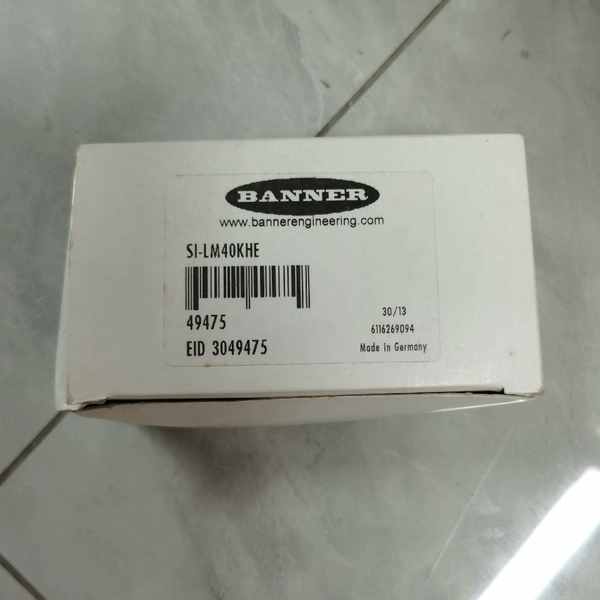 BANNER
www.bannerengineering.com
SI-LM40KHE
49475
EID 3049475
30/13
6116269094
Made in Germany